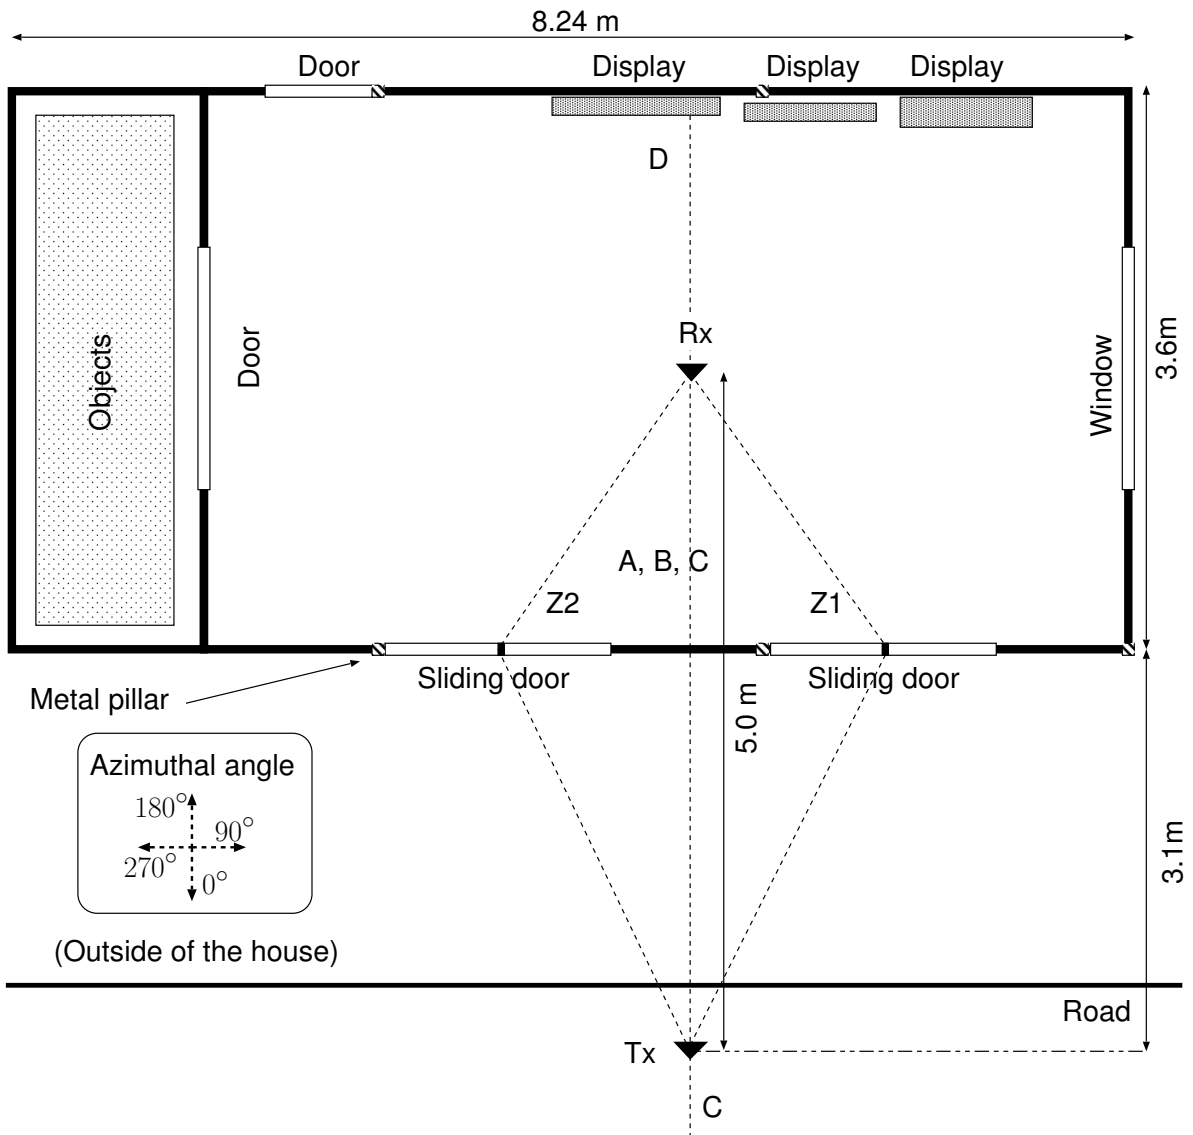 8.24 m
Door
Display
Display
Display
D
Rx
Door
Objects
Window
3.6m
A, B, C
Z2
Z1
Sliding door
Sliding door
Metal pillar
5.0 m
Azimuthal angle
180°
90°
270°
0°
3.1m
(Outside of the house)
Road
Tx
C